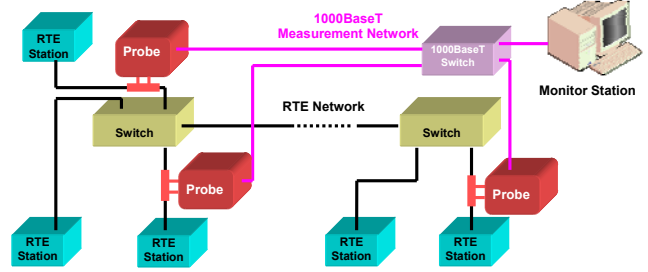 1000BaseT
Measurement Network
RTE
Station
Probe
1000BaseT
Switch
Monitor Station
RTE Network
Switch
Switch
Probe
Probe
RTE
Station
RTE
Station
RTE
Station
RTE
Station